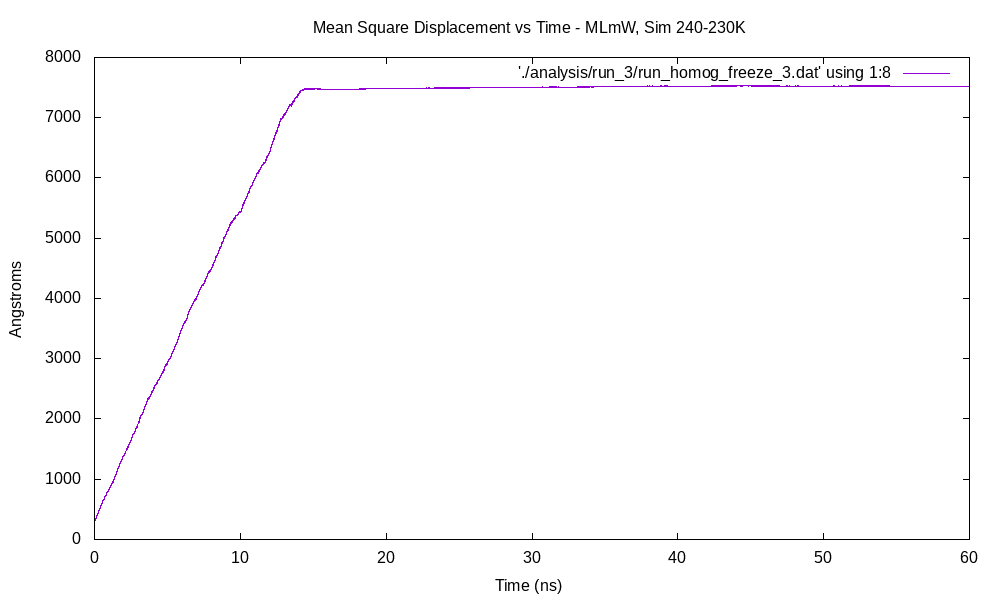 Mean Square Displacement vs Time - MLmW, Sim 240-230K
'./analysis/run_3/run_homog_freeze_3.dat' using 1:8
8000
7000
6000
5000
4000
3000
2000
1000
0
Angstroms
0 10 20 30 40 50 60
Time (ns)